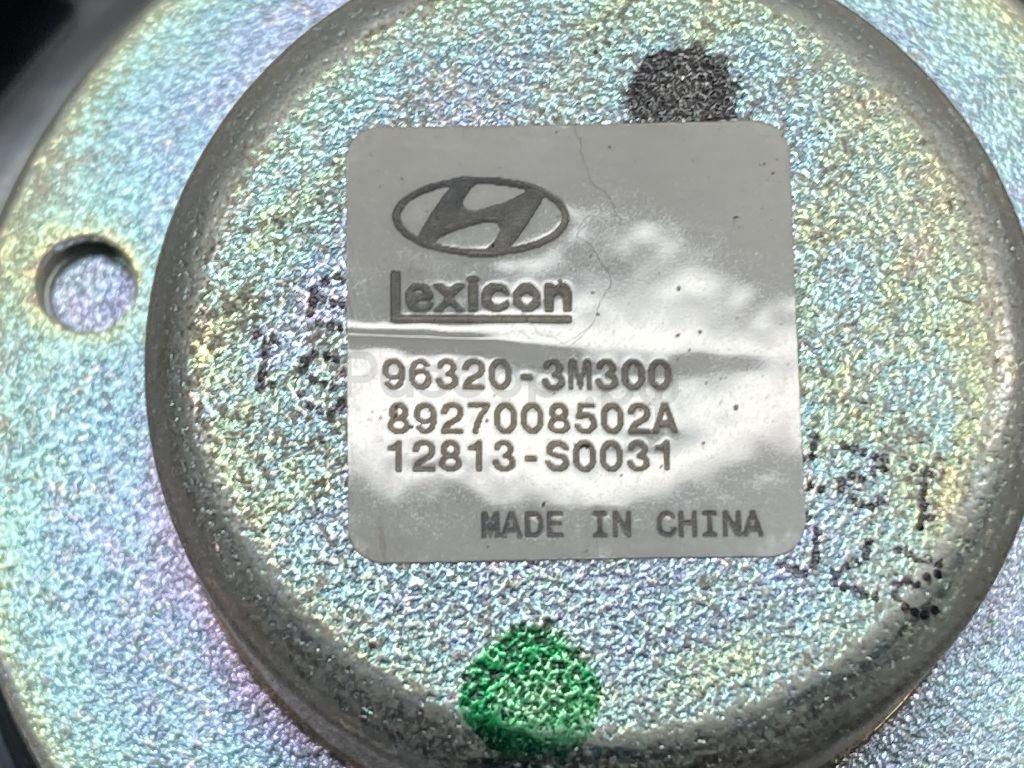 Lexicon
96320-3M300
8927008502A
12813-S0031
MADE IN CHINA